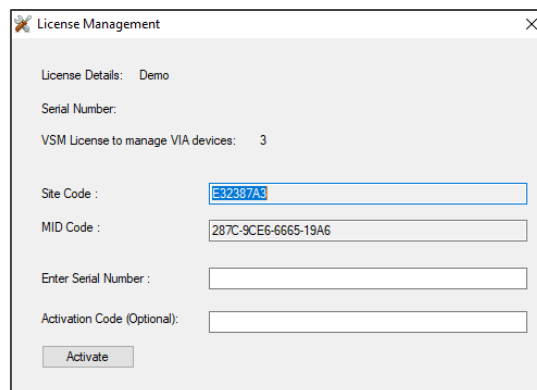 License Management
License Details: Demo
Serial Number:
VSM License to manage VIA devices: 3
Site Code : E32387A3
MID Code : 287C-9CE6-6665-19A6
Enter Serial Number :
Activation Code (Optional):
Activate